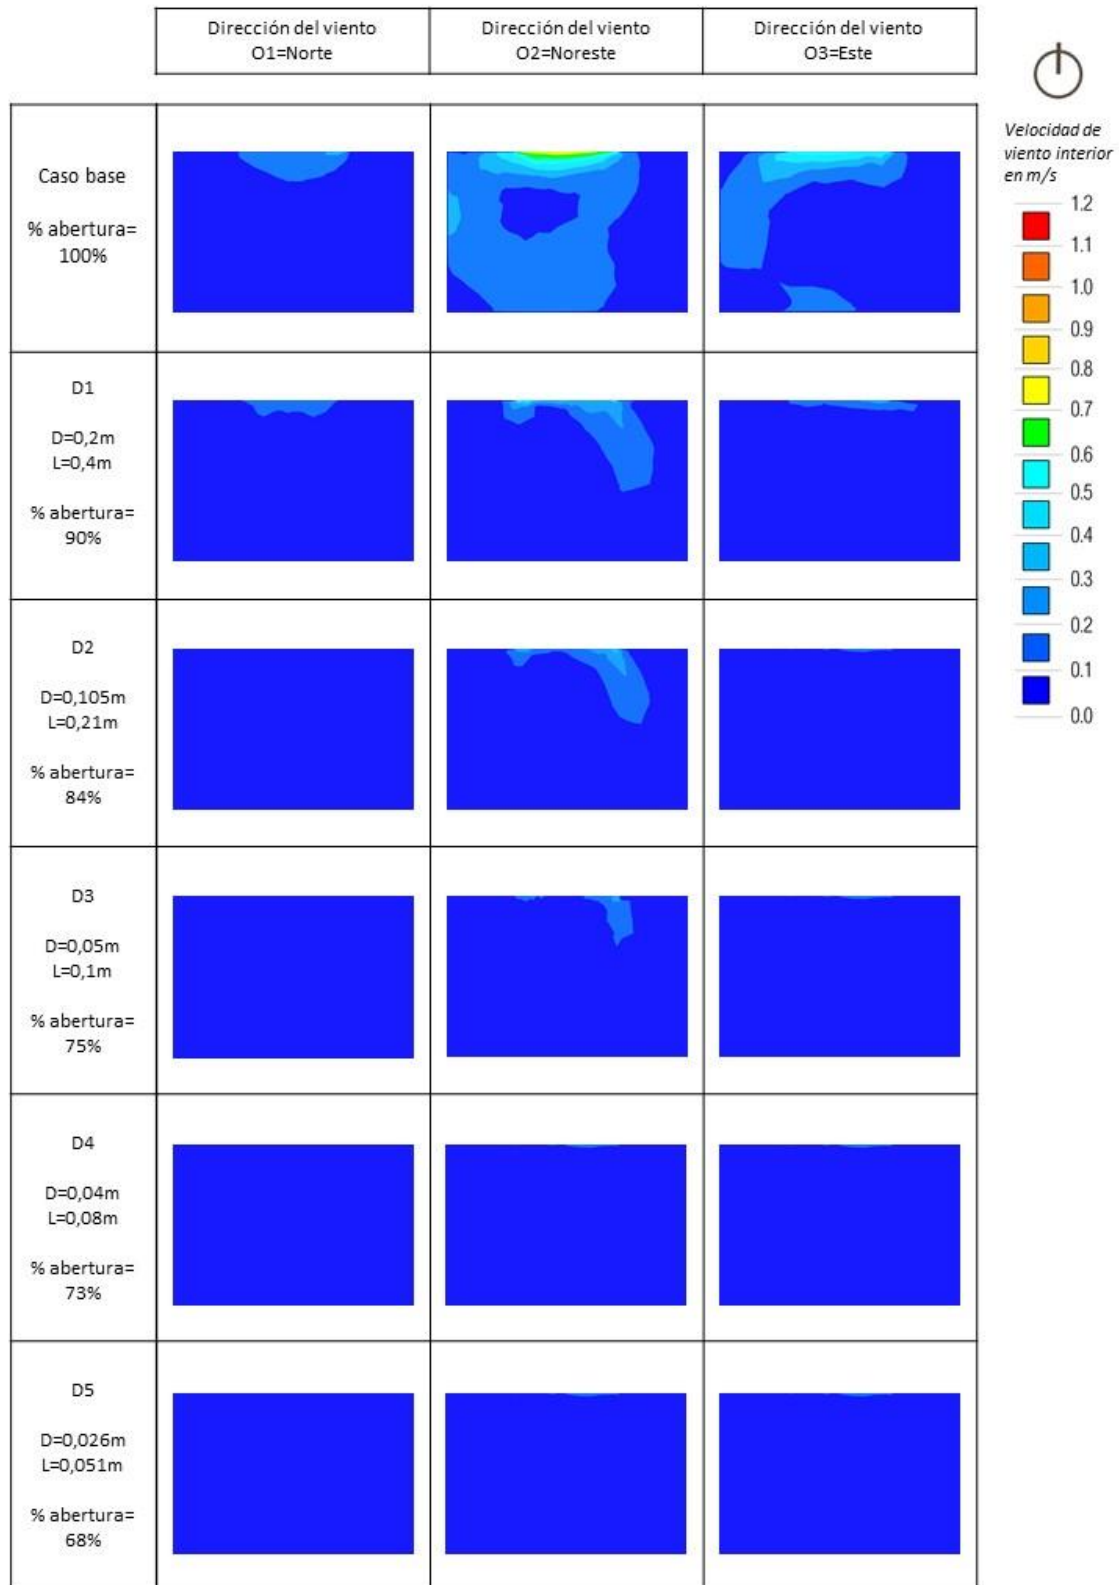 Dirección del viento
O1=Norte
Dirección del viento
O2=Noreste
Dirección del viento
O3=Este
Velocidad de
viento interior
en m/s
1.2
1.1
1.0
0.9
0.8
0.7
0.6
0.5
0.4
0.3
0.2
0.1
0.0
Caso base
% abertura=
100%
D1
D=0,2m
L=0,4m
% abertura=
90%
D2
D=0,105m
L=0,21m
% abertura=
84%
D3
D=0,05m
L=0,1m
% abertura=
75%
D4
D=0,04m
L=0,08m
% abertura=
73%
D5
D=0,026m
L=0,051m
% abertura=
68%